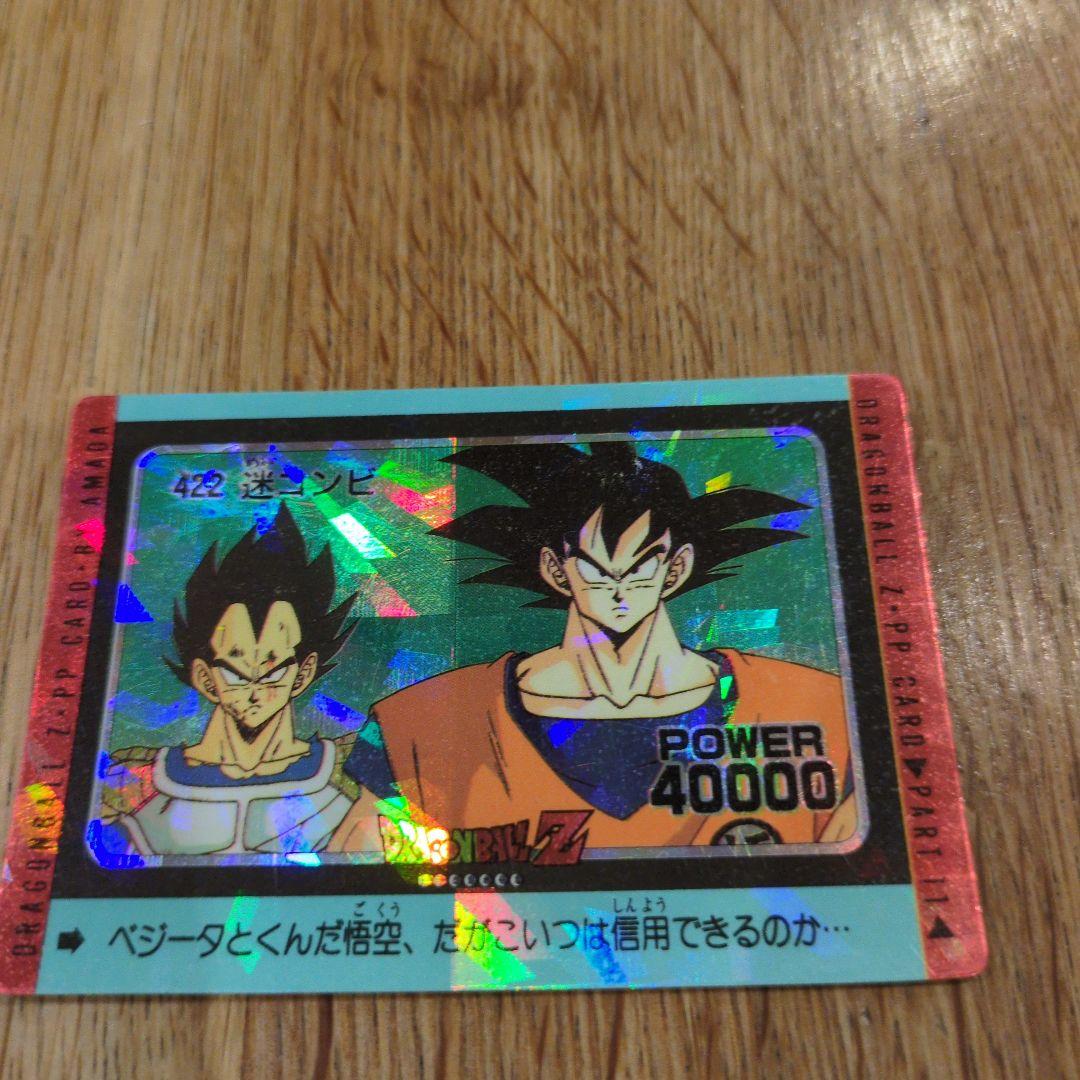 422 迷コンビ
POWER
40000
DRAGONBALL Z
ベジータとくんだ悟空、だがこいつは信用できるのか…
ごくう
しんよう
DRAGONBALL Z・PP CARD・BY AMADA
DRAGONBALL Z・PP CARD▶PART 11▲